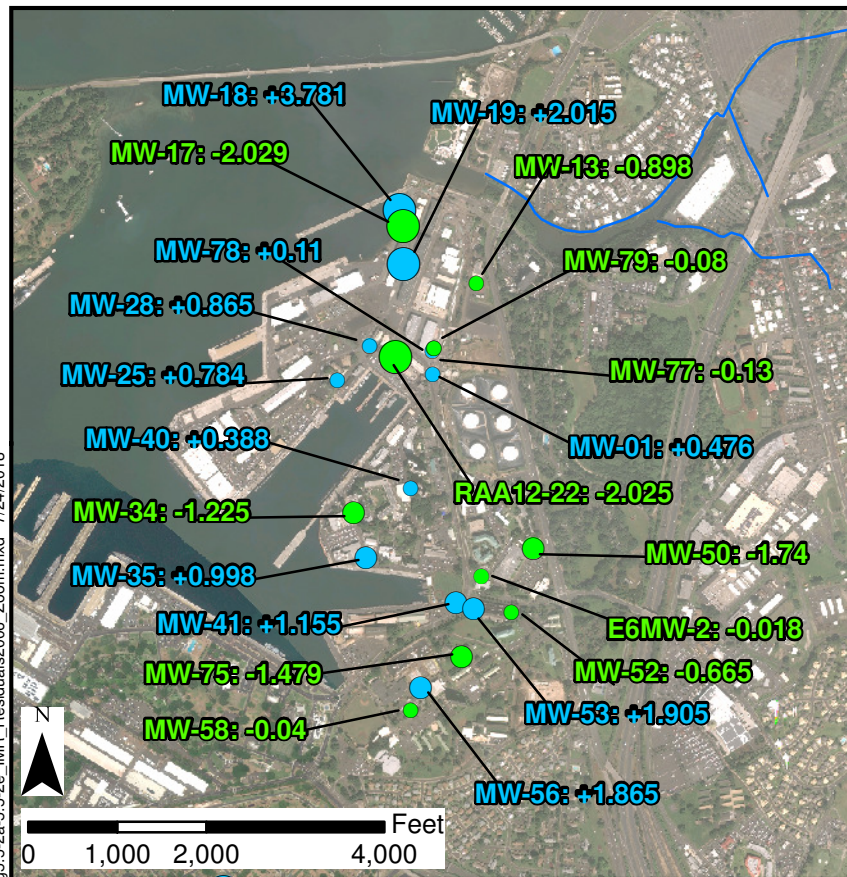 MW-18: +3.781
MW-19: +2.015
MW-17: -2.029
MW-13: -0.898
MW-78: +0.11
MW-79: -0.08
MW-28: +0.865
MW-25: +0.784
MW-77: -0.13
MW-40: +0.388
MW-01: +0.476
RAA12-22: -2.025
MW-34: -1.225
MW-50: -1.74
MW-35: +0.998
MW-41: +1.155
E6MW-2: -0.018
MW-75: -1.479
MW-52: -0.665
MW-58: -0.04
MW-53: +1.905
MW-56: +1.865
N
Feet
0 1,000 2,000 4,000